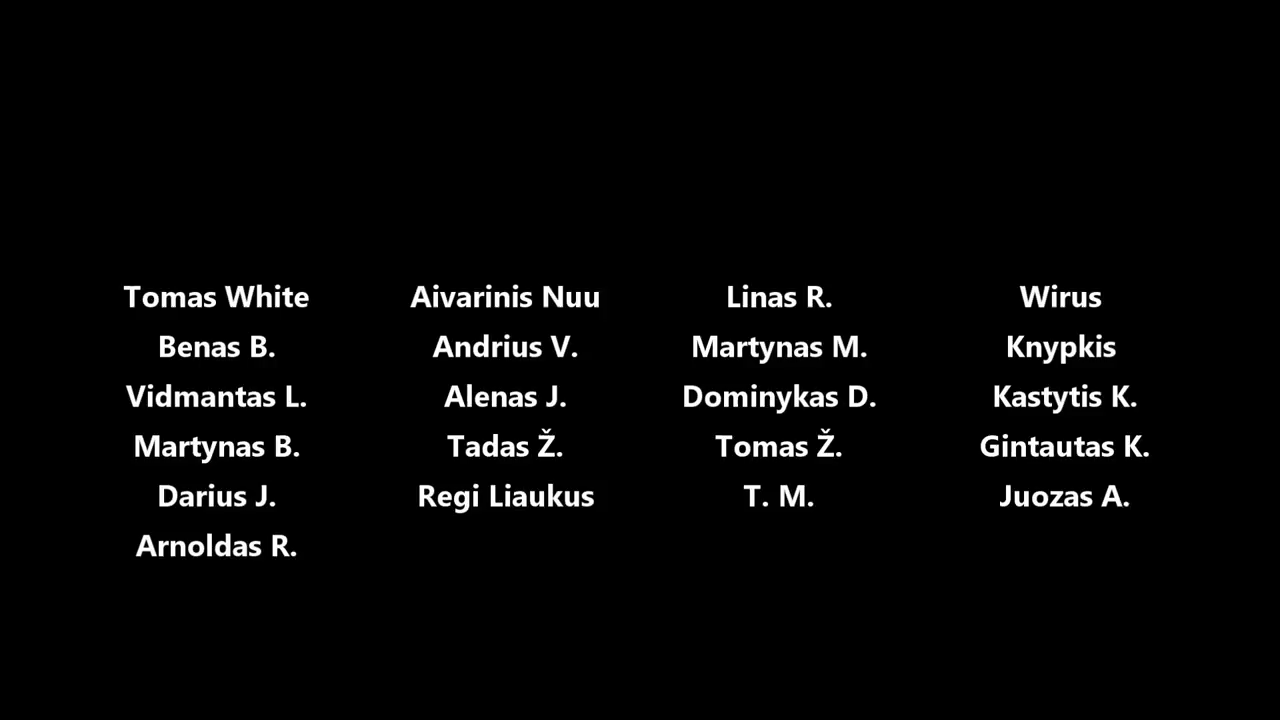 Tomas White Aivarinis Nuu Linas R. Wirus
Benas B. Andrius V. Martynas M. Knypkis
Vidmantas L. Alenas J. Dominykas D. Kastytis K.
Martynas B. Tadas Ž. Tomas Ž. Gintautas K.
Darius J. Regi Liaukus T. M. Juozas A.
Arnoldas R.